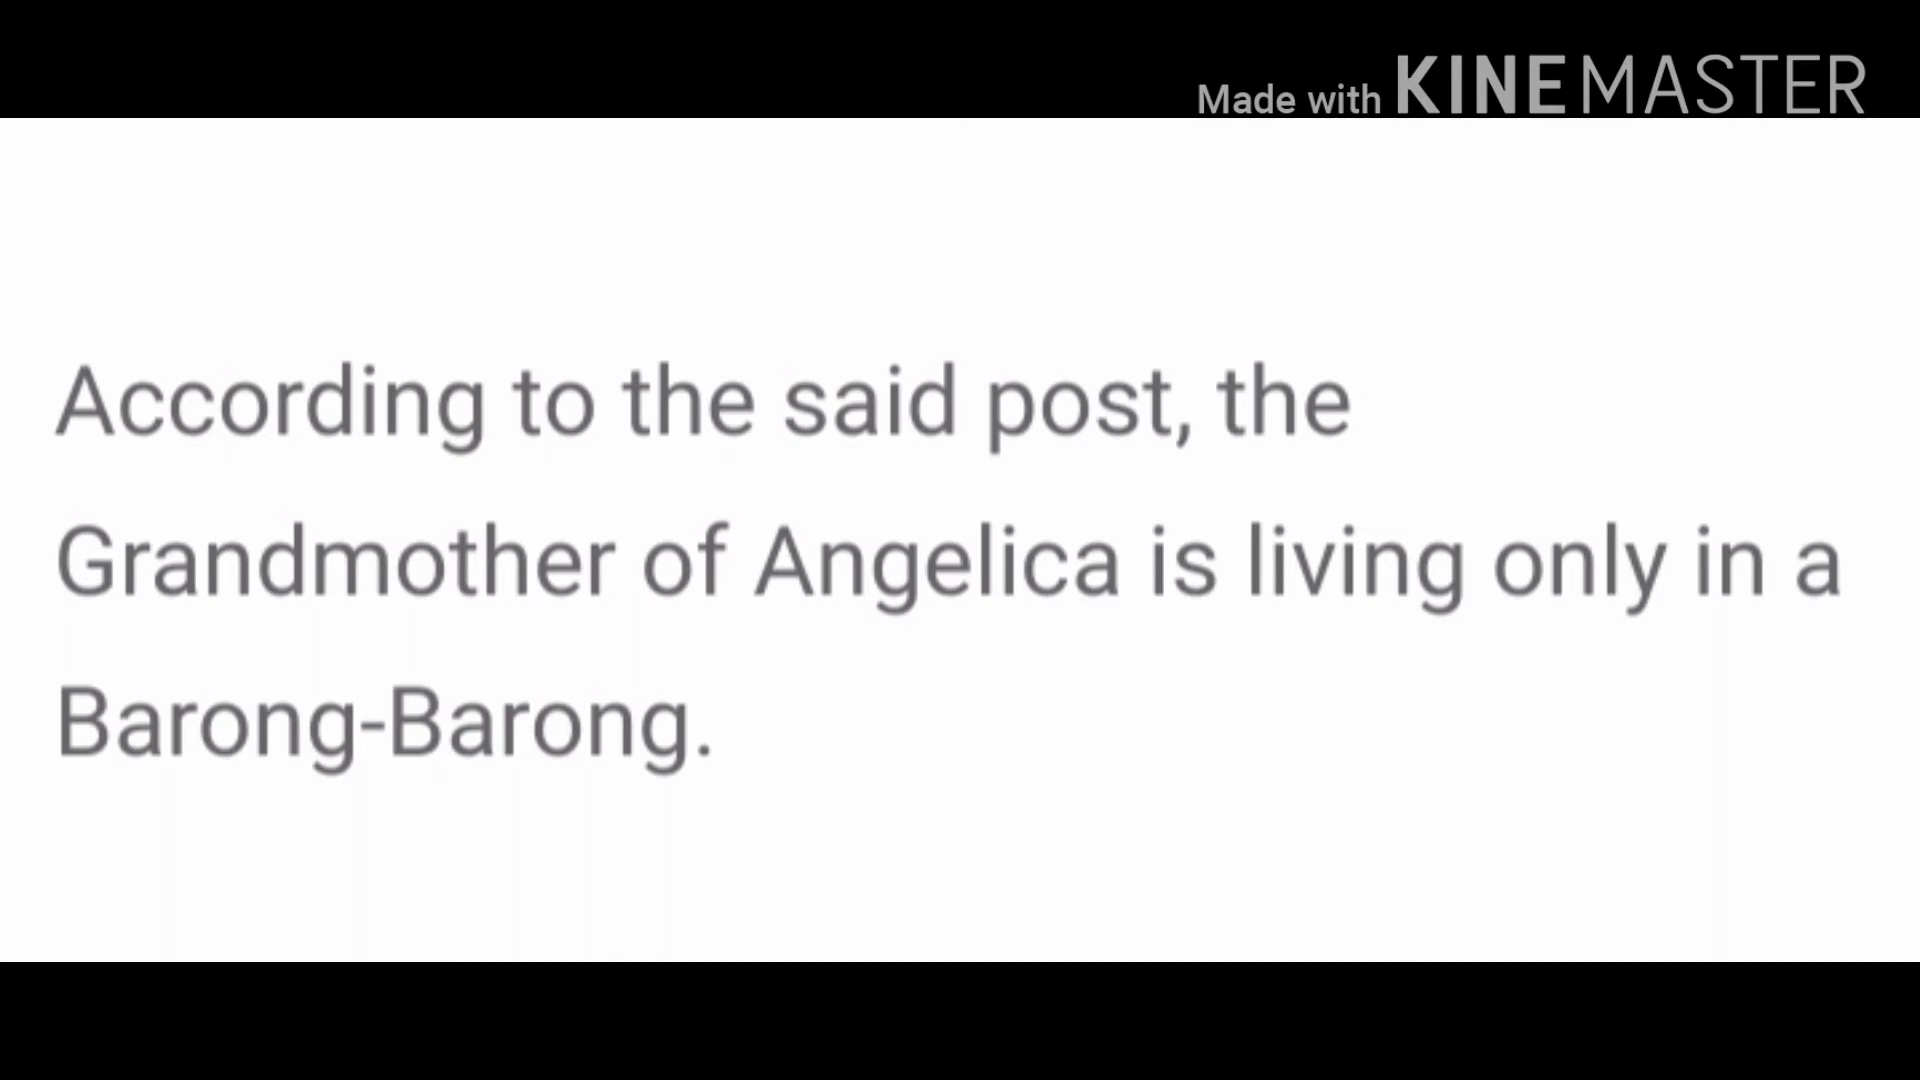 Made with KINEMASTER
According to the said post, the
Grandmother of Angelica is living only in a
Barong-Barong.